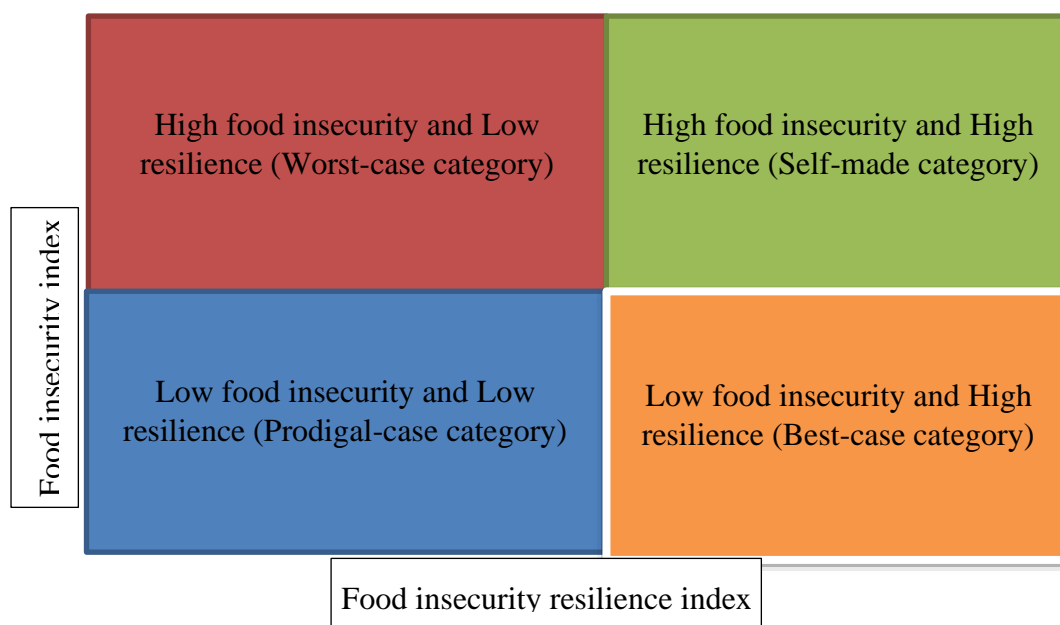 High food insecurity and Low
resilience (Worst-case category)
High food insecurity and High
resilience (Self-made category)
Food insecurity index
Low food insecurity and Low
resilience (Prodigal-case category)
Low food insecurity and High
resilience (Best-case category)
Food insecurity resilience index